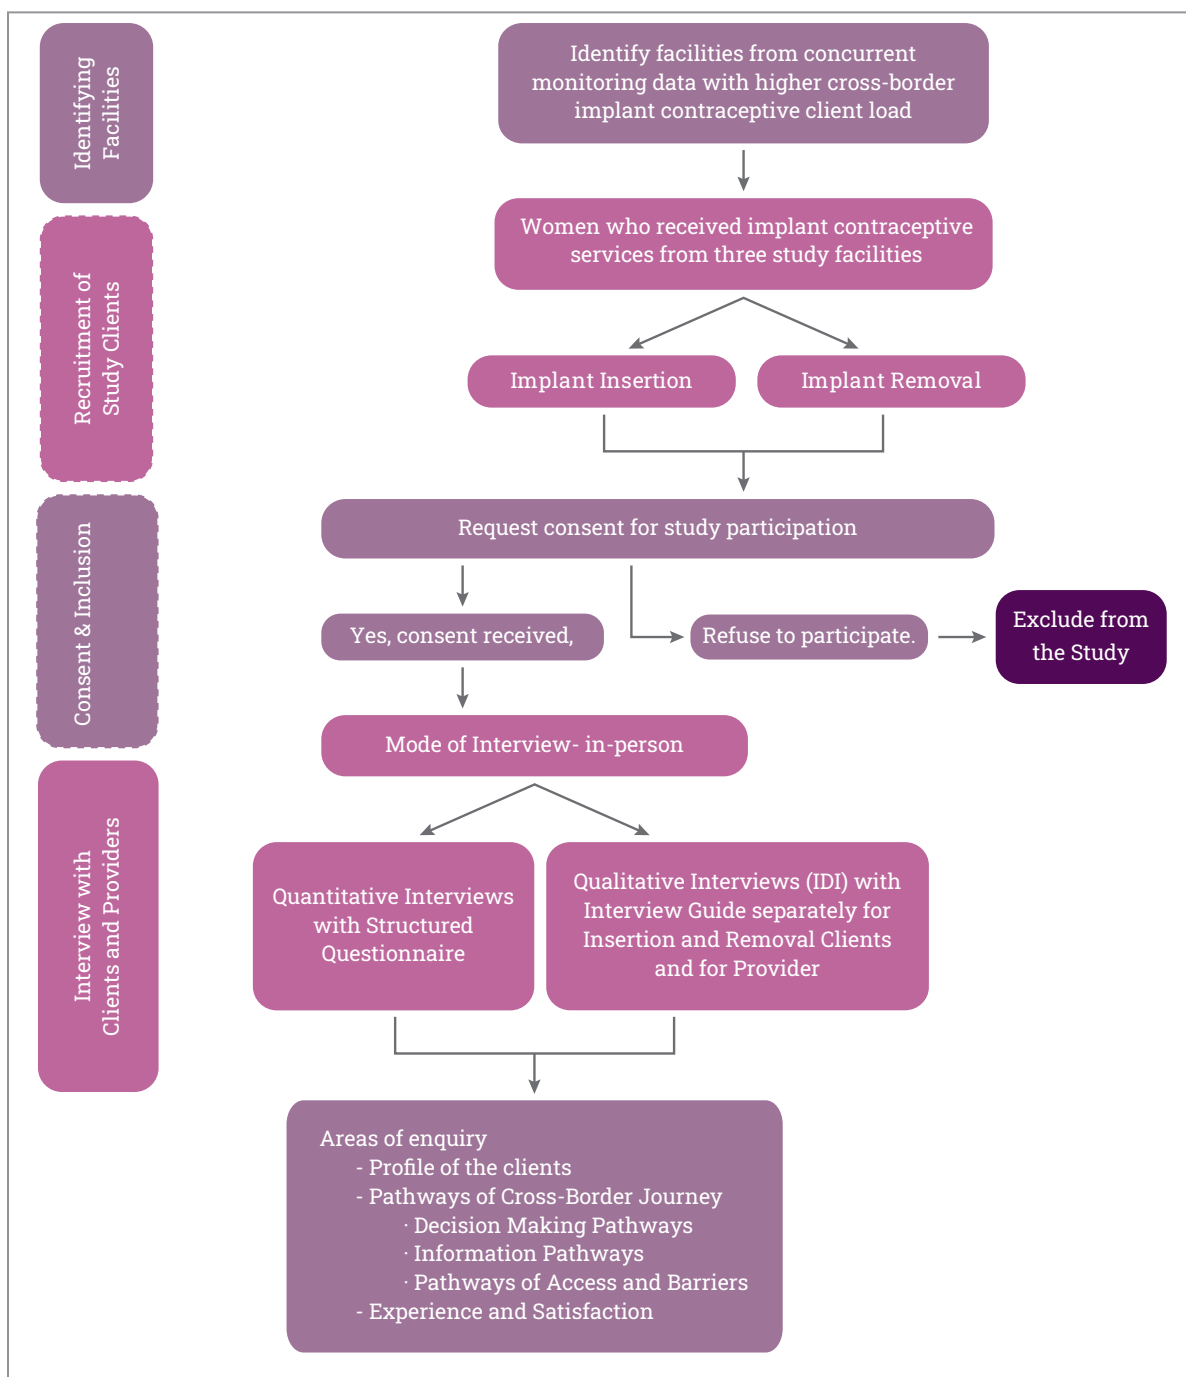 Identifying
Facilities
Identify facilities from concurrent
monitoring data with higher cross-border
implant contraceptive client load
Recruitment of
Study Clients
Women who received implant contraceptive
services from three study facilities
Implant Insertion
Implant Removal
Consent & Inclusion
Request consent for study participation
Yes, consent received,
Refuse to participate.
Exclude from
the Study
Mode of Interview- in-person
Interview with
Clients and Providers
Quantitative Interviews
with Structured
Questionnaire
Qualitative Interviews (IDI) with
Interview Guide separately for
Insertion and Removal Clients
and for Provider
Areas of enquiry
- Profile of the clients
- Pathways of Cross-Border Journey
· Decision Making Pathways
· Information Pathways
· Pathways of Access and Barriers
- Experience and Satisfaction